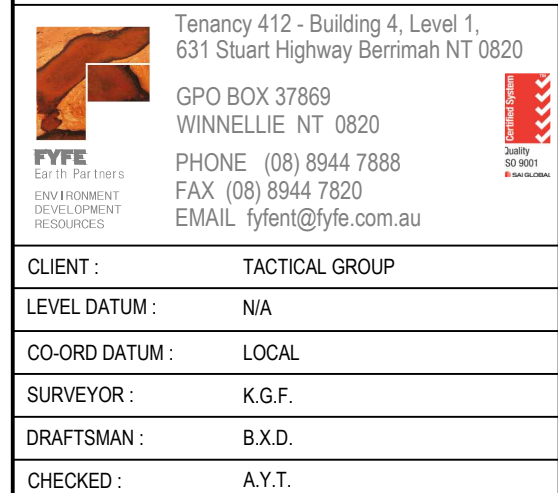 Tenancy 412 - Building 4, Level 1,
631 Stuart Highway Berrimah NT 0820
GPO BOX 37869
WINNELLIE NT 0820
PHONE (08) 8944 7888
FAX (08) 8944 7820
EMAIL fyfent@fyfe.com.au
FYFE
Earth Partners
ENVIRONMENT
DEVELOPMENT
RESOURCES
Certified System
Quality
SO 9001
SAI GLOBAL
CLIENT : TACTICAL GROUP
LEVEL DATUM : N/A
CO-ORD DATUM : LOCAL
SURVEYOR : K.G.F.
DRAFTSMAN : B.X.D.
CHECKED : A.Y.T.